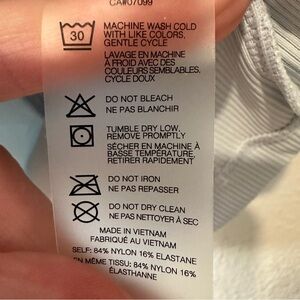 CA#07099
30
MACHINE WASH COLD
WITH LIKE COLORS,
GENTLE CYCLE
LAVAGE EN MACHINE
À FROID AVEC DES
COULEURS SEMBLABLES,
CYCLE DOUX
DO NOT BLEACH
NE PAS BLANCHIR
TUMBLE DRY LOW,
REMOVE PROMPTLY
SÉCHER EN MACHINE À
BASSE TEMPÉRATURE,
RETIRER RAPIDEMENT
DO NOT IRON
NE PAS REPASSER
DO NOT DRY CLEAN
NE PAS NETTOYER À SEC
MADE IN VIETNAM
FABRIQUÉ AU VIETNAM
SELF: 84% NYLON 16% ELASTANE
EN MÊME TISSU: 84% NYLON 16%
ÉLASTHANNE